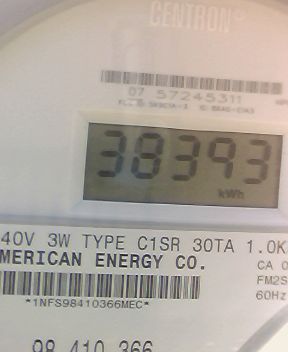 CENTRON®
07 57245311
38393
kWh
40V 3W TYPE C1SR 30TA 1.0K
MERICAN ENERGY CO.
CA 0
FM2S
60Hz
*1NFS98410366MEC*
98 410 366